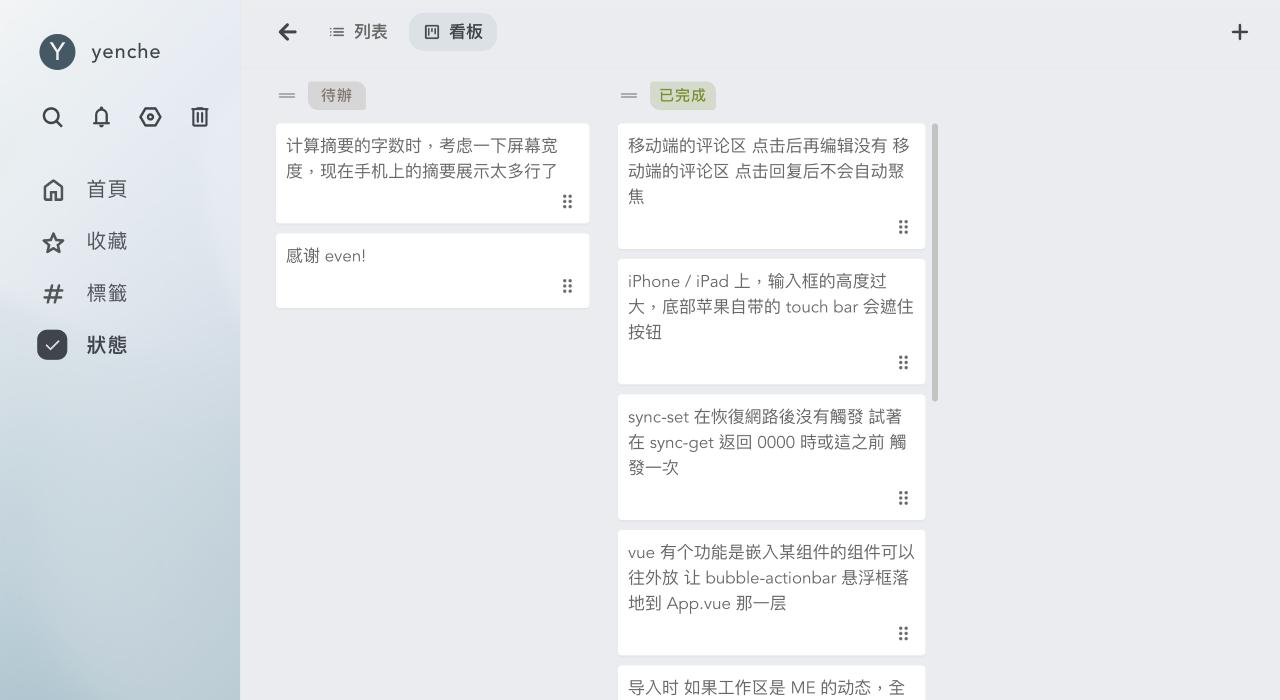 Y
yenche
首頁
收藏
標籤
狀態
列表
看板
待辦
计算摘要的字数时，考虑一下屏幕宽
度，现在手机上的摘要展示太多行了
感谢 even!
已完成
移动端的评论区 点击后再编辑没有 移
动端的评论区 点击回复后不会自动聚
焦
iPhone / iPad 上，输入框的高度过
大，底部苹果自带的 touch bar 会遮住
按钮
sync-set 在恢復網路後沒有觸發 試著
在 sync-get 返回 0000 時或這之前 觸
發一次
vue 有个功能是嵌入某组件的组件可以
往外放 让 bubble-actionbar 悬浮框落
地到 App.vue 那一层
导入时 如果工作区是 ME 的动态，全